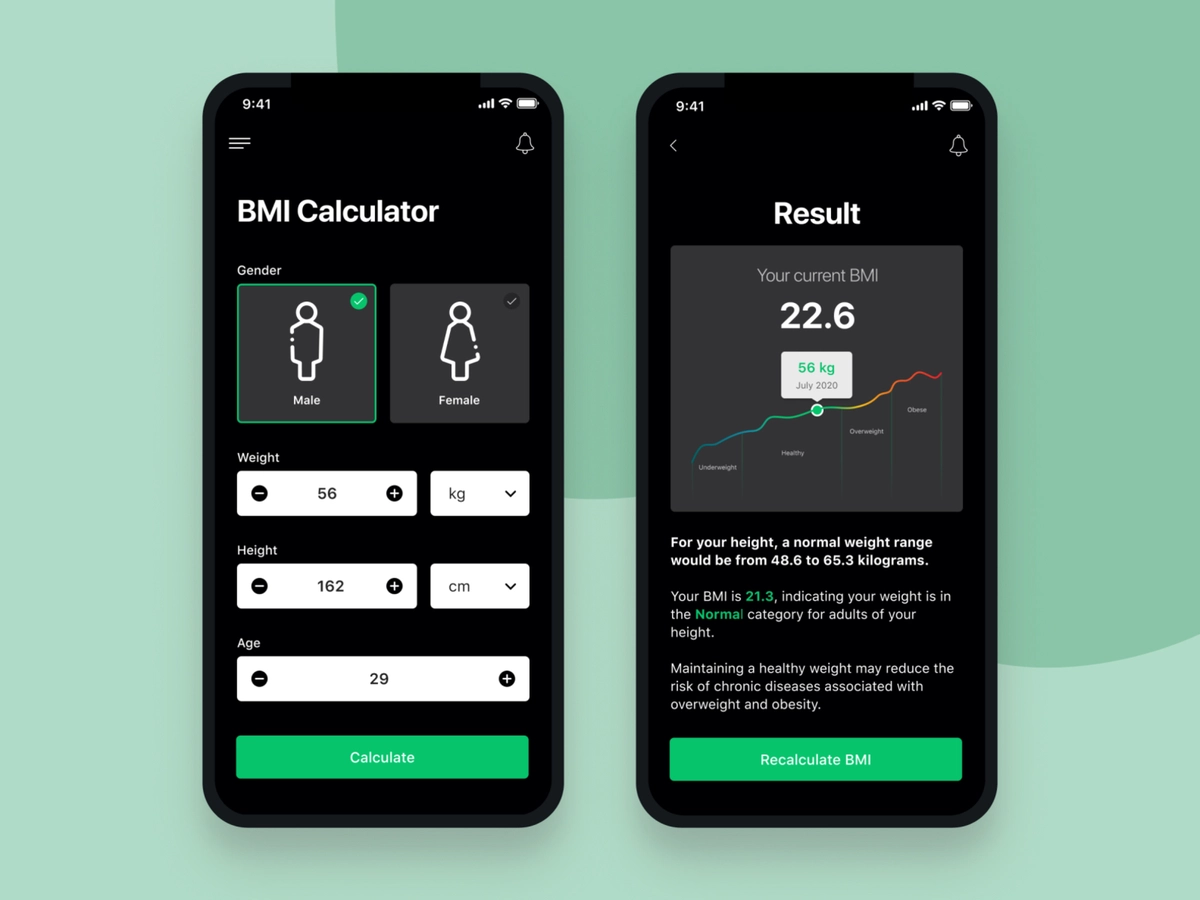 9:41
BMI Calculator
Gender
Male
Female
Weight
56
kg
Height
162
cm
Age
29
Calculate
9:41
Result
Your current BMI
22.6
56 kg
July 2020
Underweight
Healthy
Overweight
Obese
For your height, a normal weight range
would be from 48.6 to 65.3 kilograms.
Your BMI is 21.3, indicating your weight is in
the Normal category for adults of your
height.
Maintaining a healthy weight may reduce the
risk of chronic diseases associated with
overweight and obesity.
Recalculate BMI